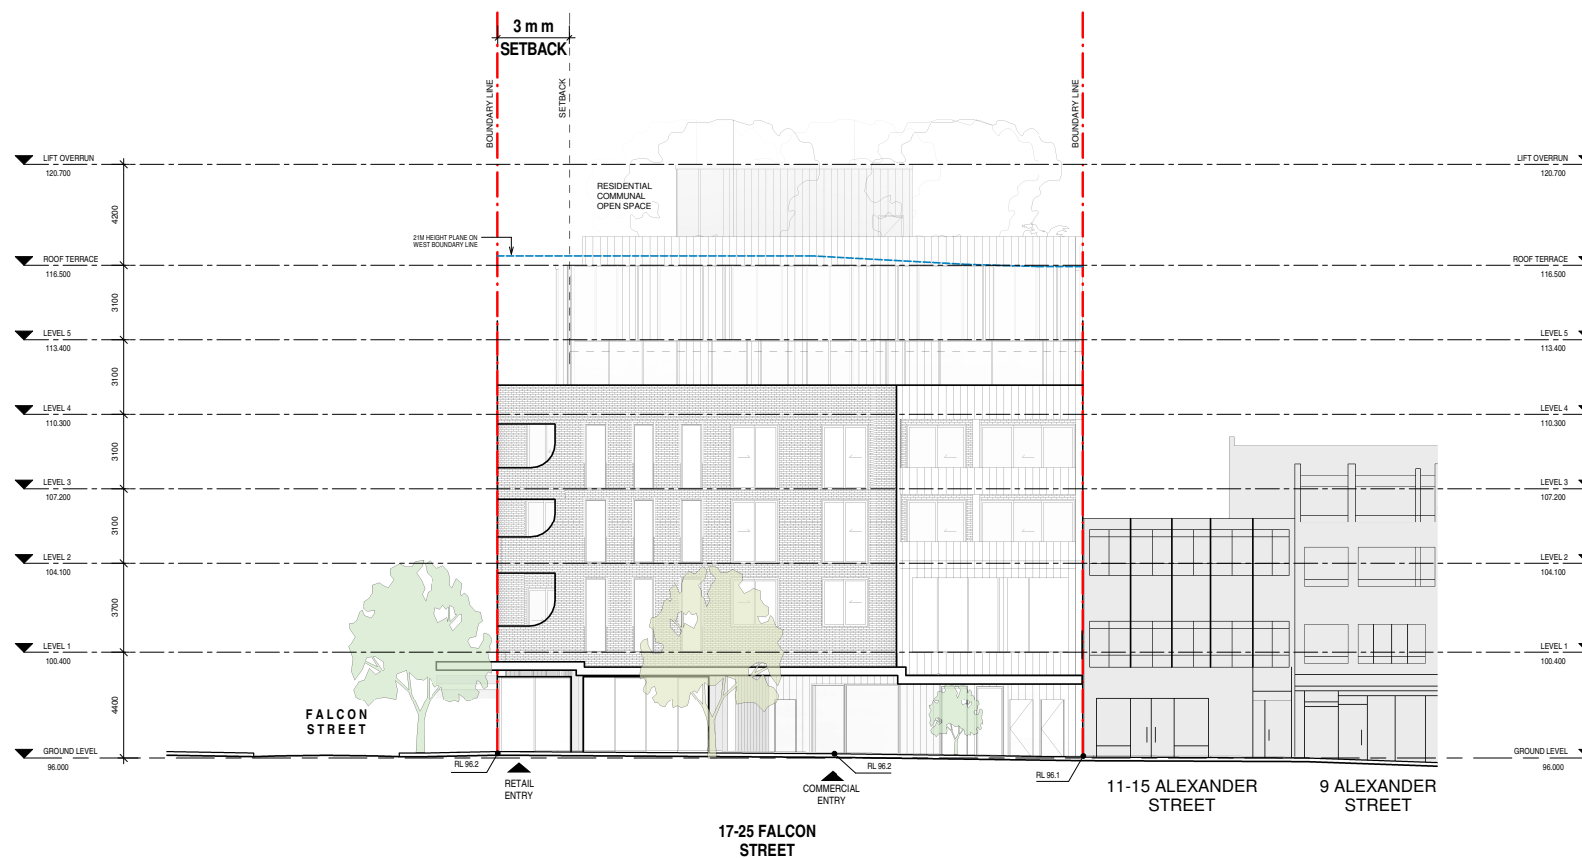 3 m m
SETBACK
BOUNDARY LINE
SETBACK
BOUNDARY LINE
LIFT OVERRUN
120.700
LIFT OVERRUN
120.700
RESIDENTIAL
COMMUNAL
OPEN SPACE
4200
21M HEIGHT PLANE ON
WEST BOUNDARY LINE
ROOF TERRACE
116.500
ROOF TERRACE
116.500
3100
LEVEL 5
113.400
LEVEL 5
113.400
3100
LEVEL 4
110.300
LEVEL 4
110.300
3100
LEVEL 3
107.200
LEVEL 3
107.200
3100
LEVEL 2
104.100
LEVEL 2
104.100
3700
LEVEL 1
100.400
LEVEL 1
100.400
4400
FALCON
STREET
GROUND LEVEL
96.000
GROUND LEVEL
96.000
RL 96.2
RL 96.2
RL 96.1
RETAIL
ENTRY
COMMERCIAL
ENTRY
11-15 ALEXANDER
STREET
9 ALEXANDER
STREET
17-25 FALCON
STREET